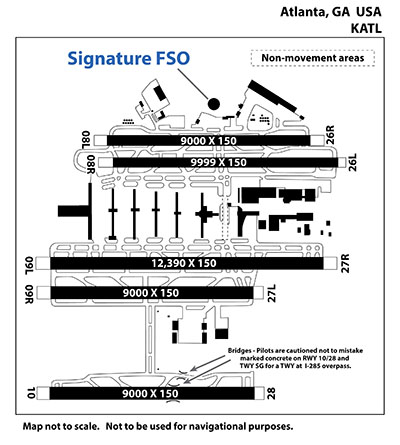 Atlanta, GA USA
KATL
Signature FSO
Non-movement areas
08L
9000 X 150
26R
08R
9999 X 150
26L
09L
12,390 X 150
27R
09R
9000 X 150
27L
Bridges - Pilots are cautioned not to mistake
marked concrete on RWY 10/28 and
TWY SG for a TWY at I-285 overpass.
10
9000 X 150
28
Map not to scale. Not to be used for navigational purposes.